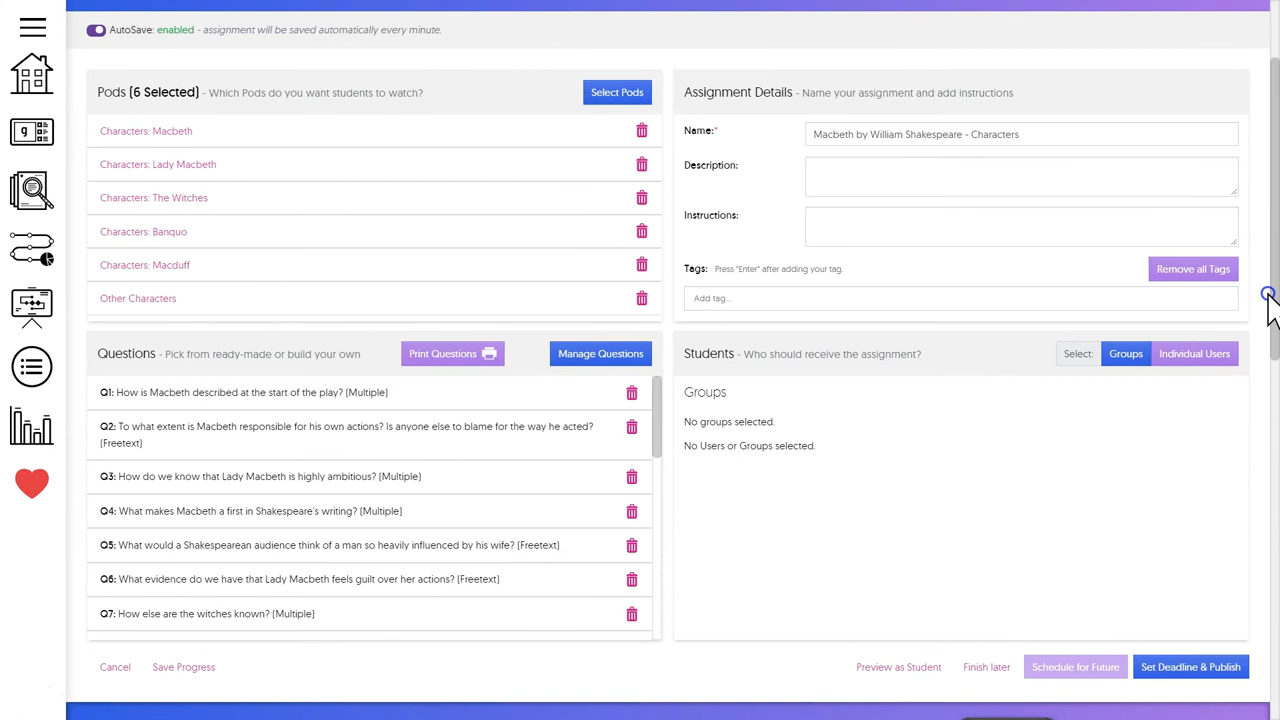 AutoSave: enabled - assignment will be saved automatically every minute.
Pods (6 Selected) - Which Pods do you want students to watch?
Select Pods
Characters: Macbeth
Characters: Lady Macbeth
Characters: The Witches
Characters: Banquo
Characters: Macduff
Other Characters
Assignment Details - Name your assignment and add instructions
Name:* Macbeth by William Shakespeare - Characters
Description:
Instructions:
Tags: Press "Enter" after adding your tag.
Remove all Tags
Add tag...
Questions - Pick from ready-made or build your own
Print Questions
Manage Questions
Q1: How is Macbeth described at the start of the play? (Multiple)
Q2: To what extent is Macbeth responsible for his own actions? Is anyone else to blame for the way he acted?
(Freetext)
Q3: How do we know that Lady Macbeth is highly ambitious? (Multiple)
Q4: What makes Macbeth a first in Shakespeare's writing? (Multiple)
Q5: What would a Shakespearean audience think of a man so heavily influenced by his wife? (Freetext)
Q6: What evidence do we have that Lady Macbeth feels guilt over her actions? (Freetext)
Q7: How else are the witches known? (Multiple)
Students - Who should receive the assignment?
Select: Groups Individual Users
Groups
No groups selected.
No Users or Groups selected.
Cancel
Save Progress
Preview as Student
Finish later
Schedule for Future
Set Deadline & Publish
g